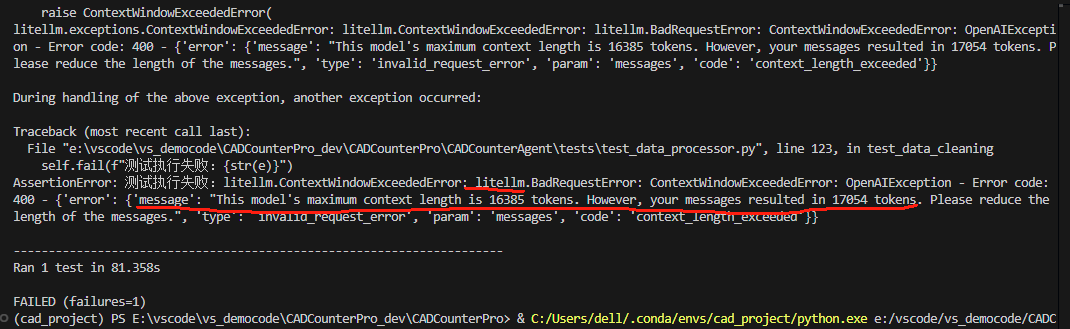 raise ContextWindowExceededError(
litellm.exceptions.ContextWindowExceededError: litellm.ContextWindowExceededError: litellm.BadRequestError: ContextWindowExceededError: OpenAIExcepti
on - Error code: 400 - {'error': {'message': "This model's maximum context length is 16385 tokens. However, your messages resulted in 17054 tokens. P
lease reduce the length of the messages.", 'type': 'invalid_request_error', 'param': 'messages', 'code': 'context_length_exceeded'}}
During handling of the above exception, another exception occurred:
Traceback (most recent call last):
File "e:\vscode\vs_democode\CADCounterPro_dev\CADCounterPro\CADCounterAgent\tests\test_data_processor.py", line 123, in test_data_cleaning
self.fail(f"测试执行失败: {str(e)}")
AssertionError: 测试执行失败: litellm.ContextWindowExceededError: litellm.BadRequestError: ContextWindowExceededError: OpenAIException - Error code:
400 - {'error': {'message': "This model's maximum context length is 16385 tokens. However, your messages resulted in 17054 tokens. Please reduce the
length of the messages.", 'type': 'invalid_request_error', 'param': 'messages', 'code': 'context_length_exceeded'}}
----------------------------------------------------------------------
Ran 1 test in 81.358s
FAILED (failures=1)
(cad_project) PS E:\vscode\vs_democode\CADCounterPro_dev\CADCounterPro> & C:/Users/dell/.conda/envs/cad_project/python.exe e:/vscode/vs_democode/CADC